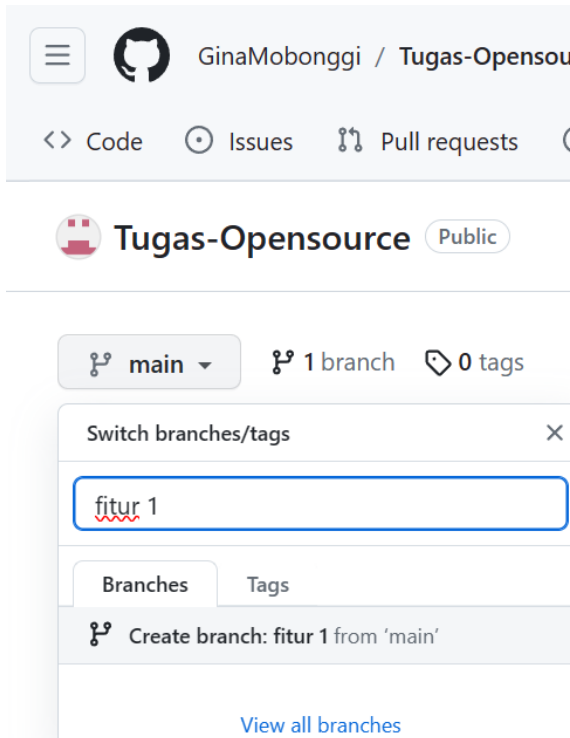 GinaMobonggi / Tugas-Opensou
Code Issues Pull requests
Tugas-Opensource Public
main 1 branch 0 tags
Switch branches/tags
fitur 1
Branches Tags
Create branch: fitur 1 from ‘main’
View all branches